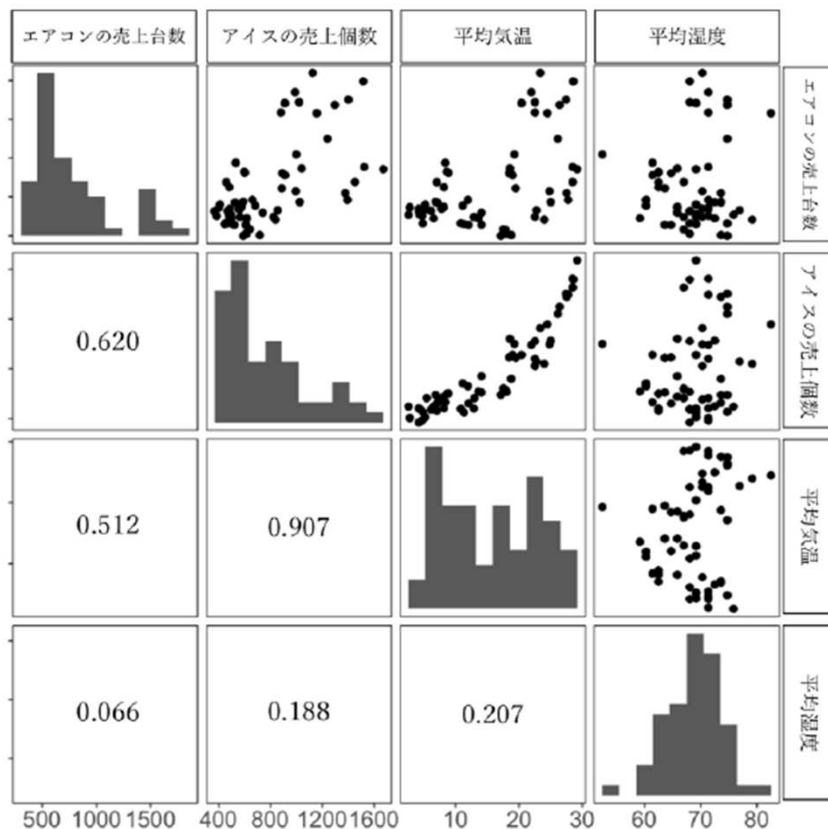 エアコンの売上台数
アイスの売上個数
平均気温
平均湿度
エアコンの売上台数
アイスの売上個数
0.620
平均気温
0.512
0.907
平均湿度
0.066
0.188
0.207
500 1000 1500
400 800 1200 1600
10 20 30
60 70 80